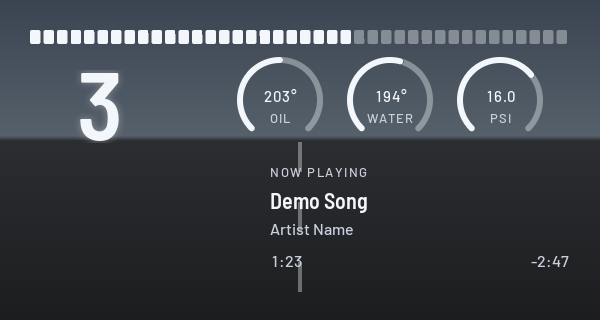 3
203°
OIL
194°
WATER
16.0
PSI
NOW PLAYING
Demo Song
Artist Name
1:23 -2:47